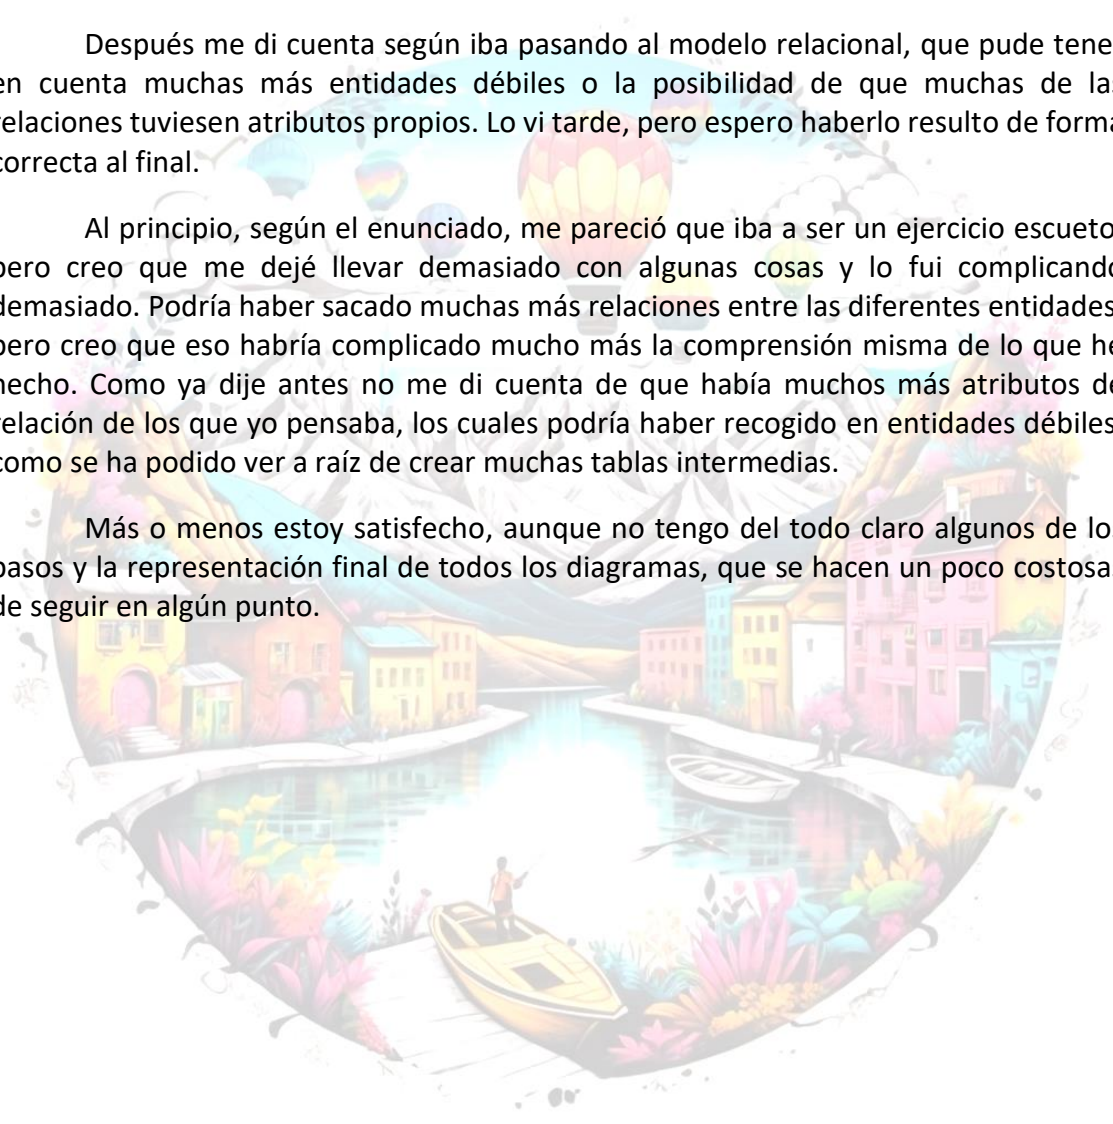 Después me di cuenta según iba pasando al modelo relacional, que pude tene
en cuenta muchas más entidades débiles o la posibilidad de que muchas de las
relaciones tuviesen atributos propios. Lo vi tarde, pero espero haberlo resulto de forma
correcta al final.
Al principio, según el enunciado, me pareció que iba a ser un ejercicio escueto
pero creo que me dejé llevar demasiado con algunas cosas y lo fui complicando
demasiado. Podría haber sacado muchas más relaciones entre las diferentes entidades
pero creo que eso habría complicado mucho más la comprensión misma de lo que he
hecho. Como ya dije antes no me di cuenta de que había muchos más atributos de
relación de los que yo pensaba, los cuales podría haber recogido en entidades débiles
como se ha podido ver a raíz de crear muchas tablas intermedias.
Más o menos estoy satisfecho, aunque no tengo del todo claro algunos de lo
pasos y la representación final de todos los diagramas, que se hacen un poco costosa
de seguir en algún punto.